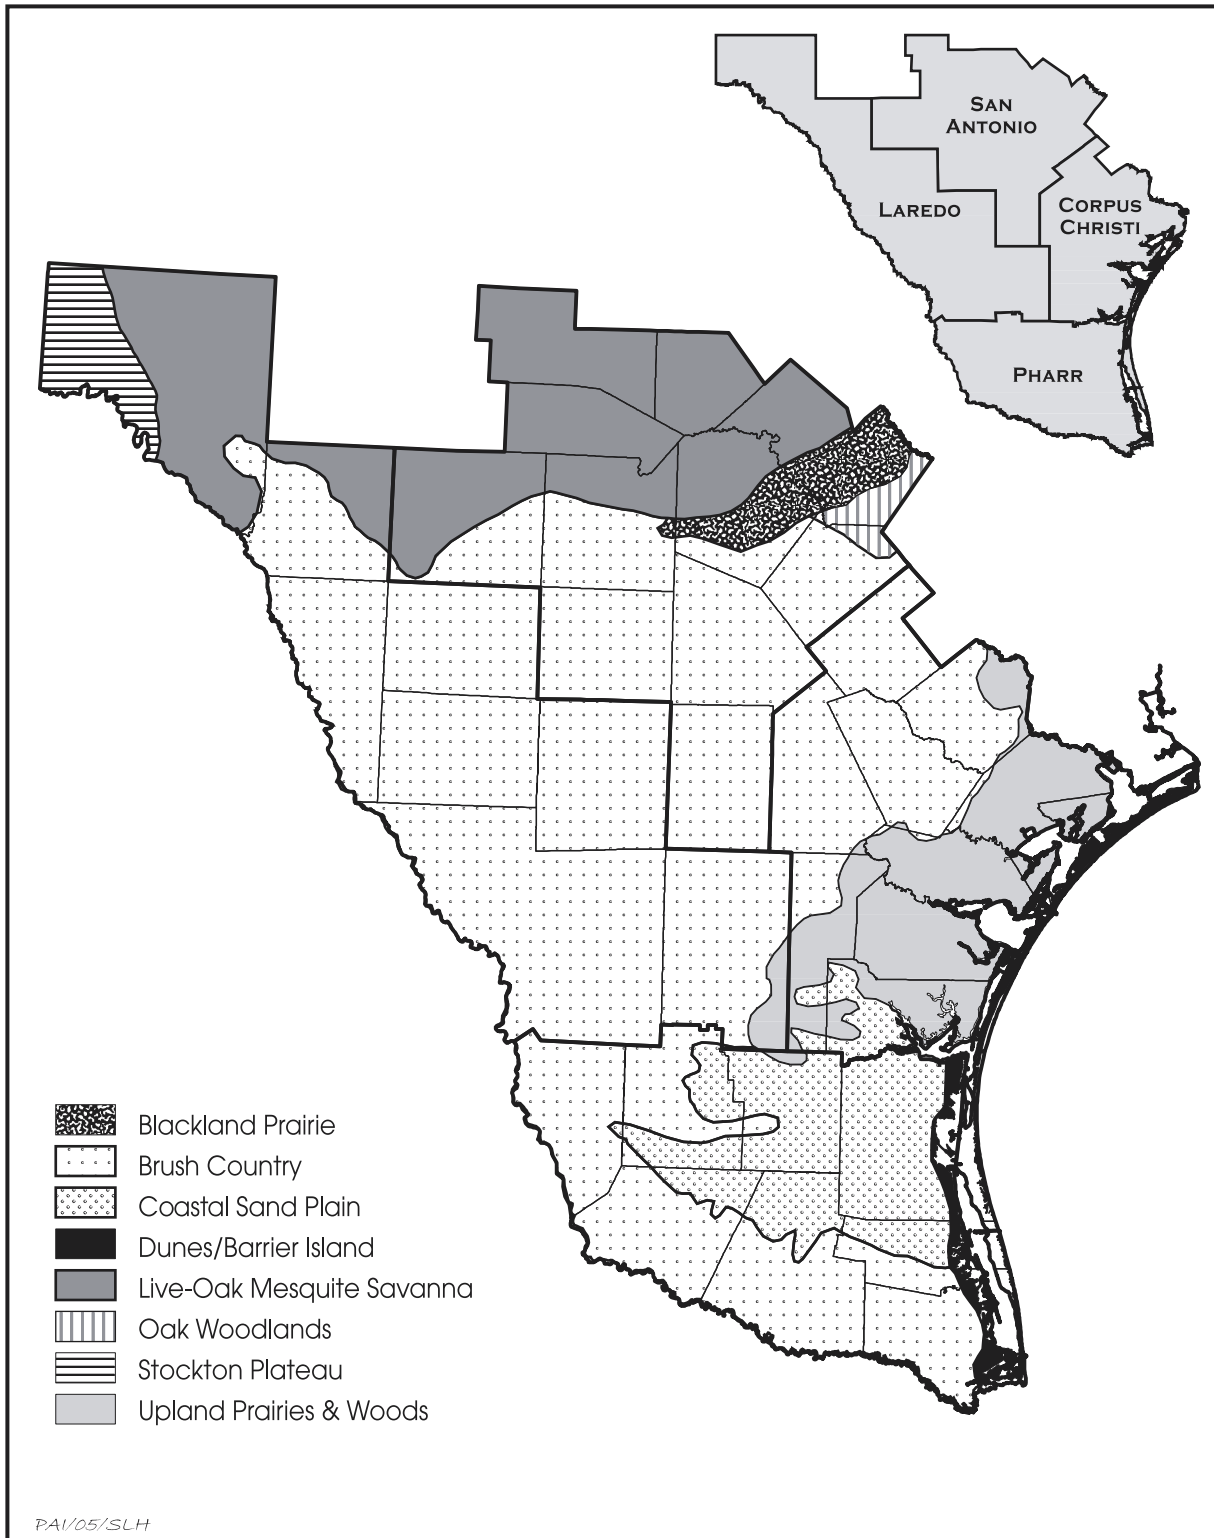 SAN
ANTONIO
LAREDO
CORPUS
CHRISTI
PHARR
Blackland Prairie
Brush Country
Coastal Sand Plain
Dunes/Barrier Island
Live-Oak Mesquite Savanna
Oak Woodlands
Stockton Plateau
Upland Prairies & Woods
PAI/05/SLH